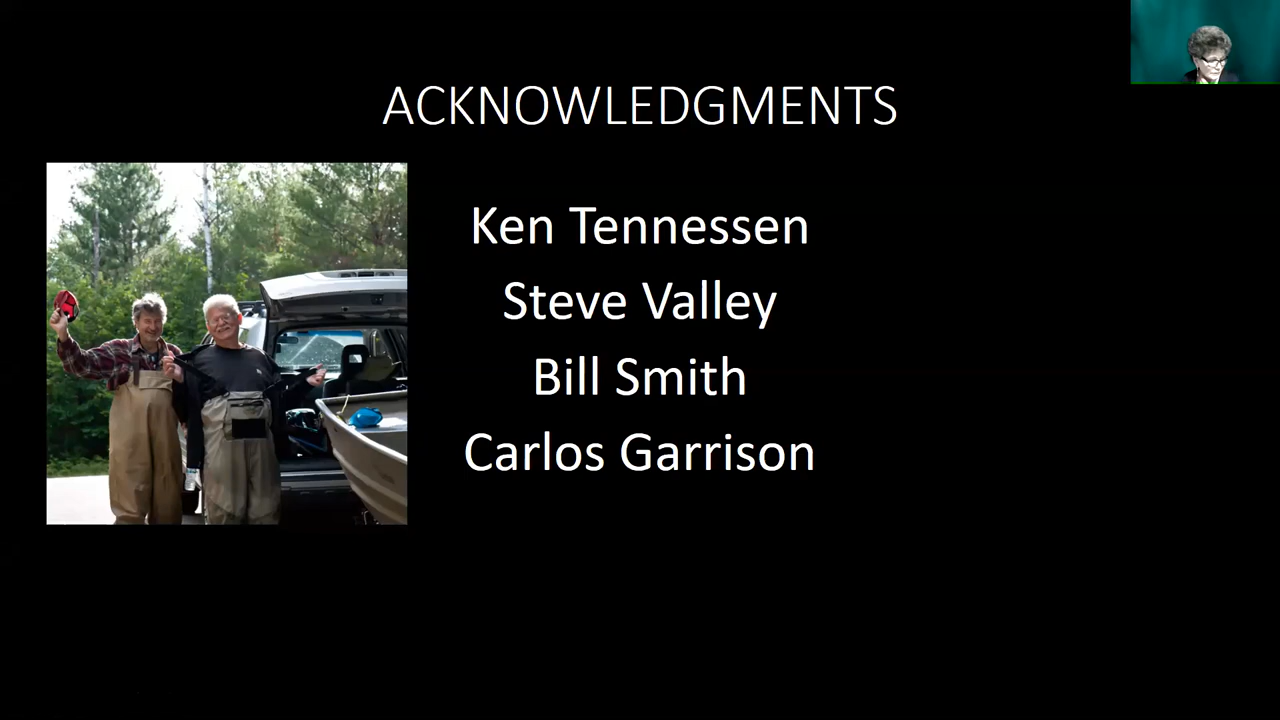 ACKNOWLEDGMENTS
Ken Tennessen
Steve Valley
Bill Smith
Carlos Garrison